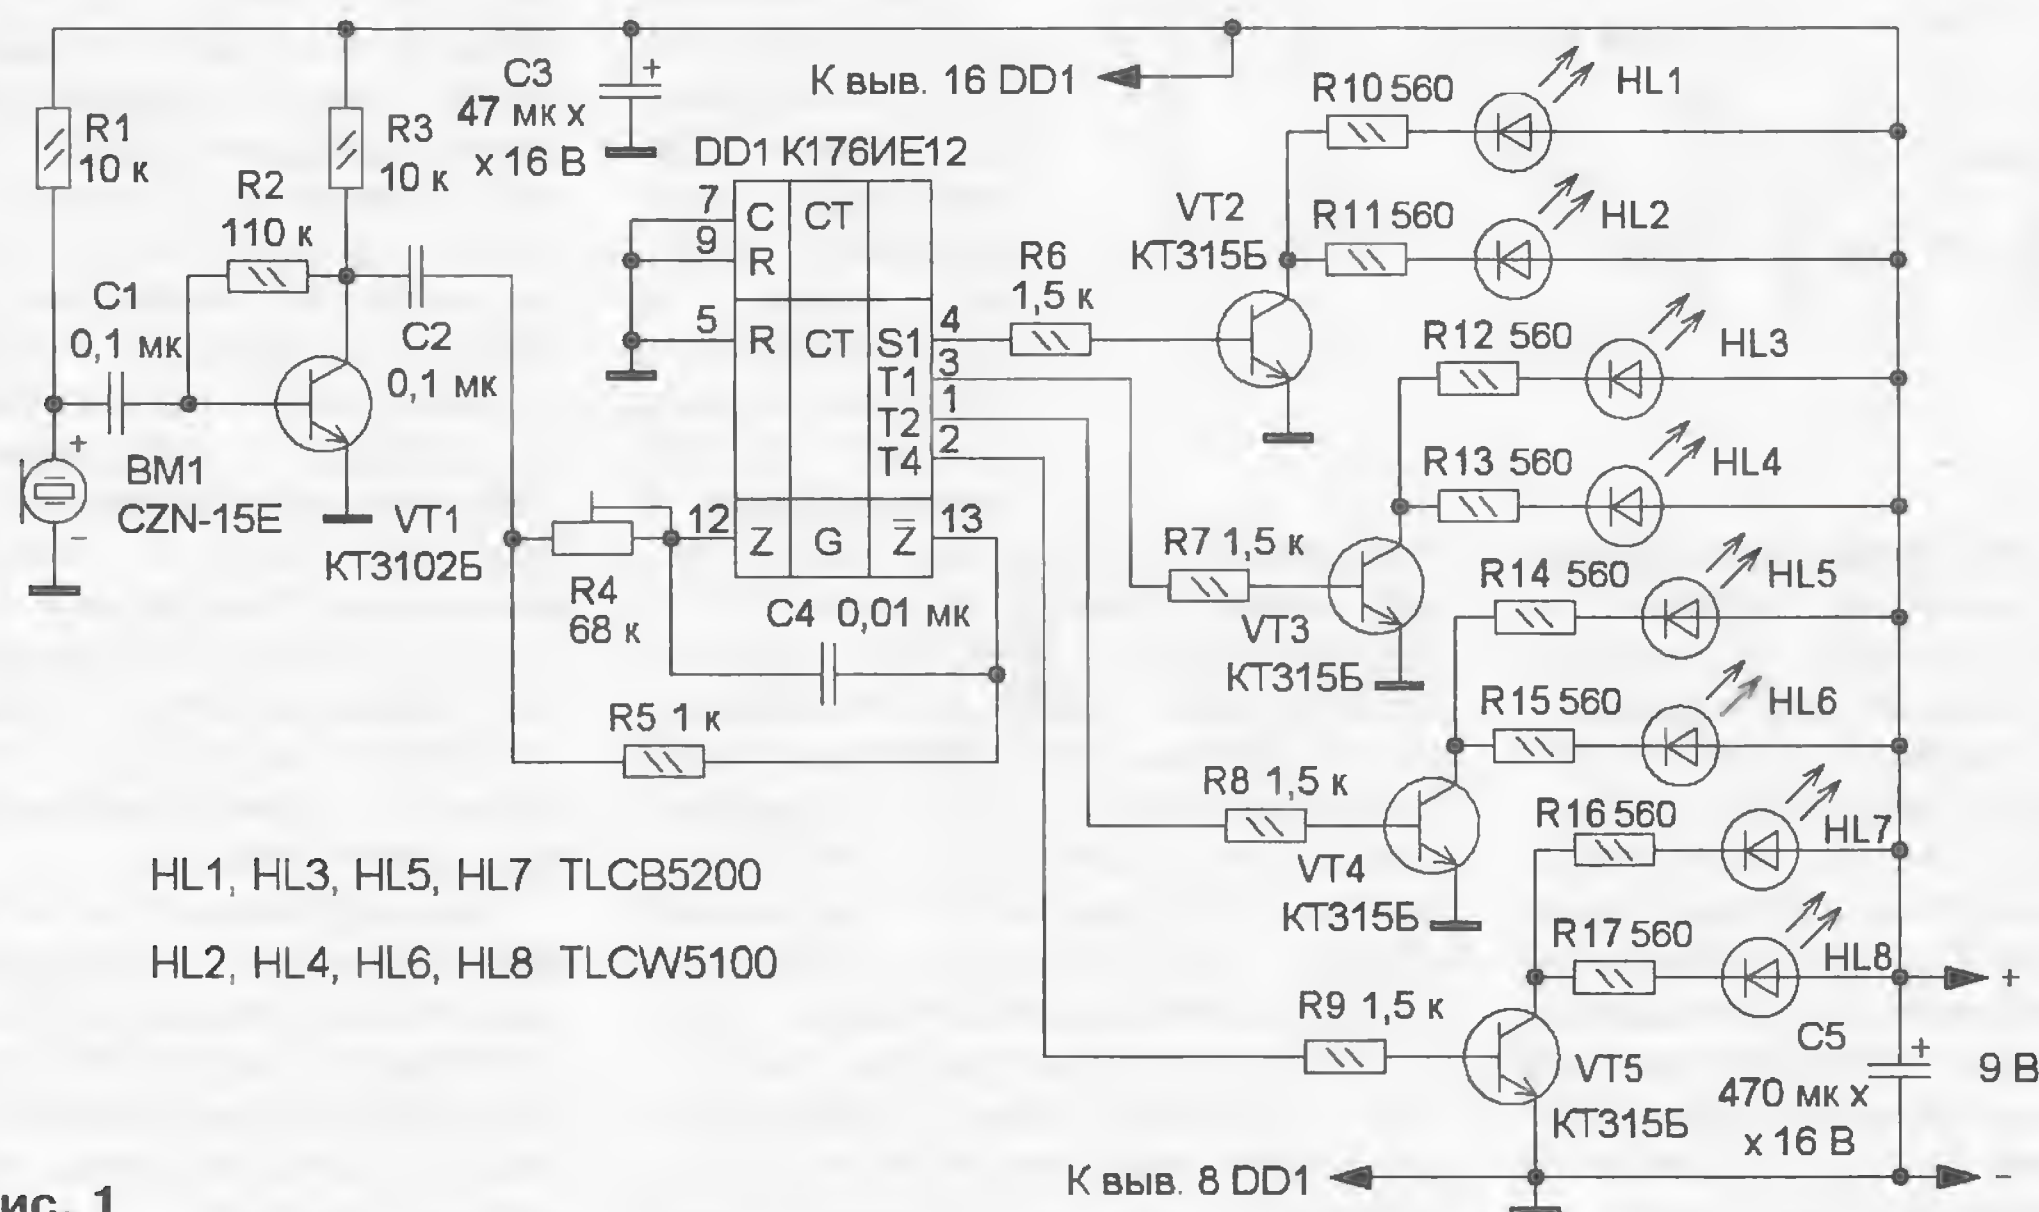 C3
47 мк х
х 16 В
+
К выв. 16 DD1
R1
10 к
R2
110 к
R3
10 к
C1
0,1 мк
C2
0,1 мк
+
BM1
CZN-15E
−
VT1
КТ3102Б
DD1 К176ИЕ12
7
C
CT
9
R
5
R
CT
S1
4
T1
3
T2
1
T4
2
12
Z
G
Z̅
13
R4
68 к
C4 0,01 мк
R5 1 к
R6
1,5 к
VT2
КТ315Б
R10 560
HL1
R11 560
HL2
R12 560
HL3
R13 560
HL4
R7 1,5 к
VT3
КТ315Б
R14 560
HL5
R15 560
HL6
R8 1,5 к
VT4
КТ315Б
R16 560
HL7
R17 560
HL8
R9 1,5 к
VT5
КТ315Б
+
C5
+
470 мк х
х 16 В
9 В
К выв. 8 DD1
−
HL1, HL3, HL5, HL7 TLCB5200
HL2, HL4, HL6, HL8 TLCW5100
ис. 1